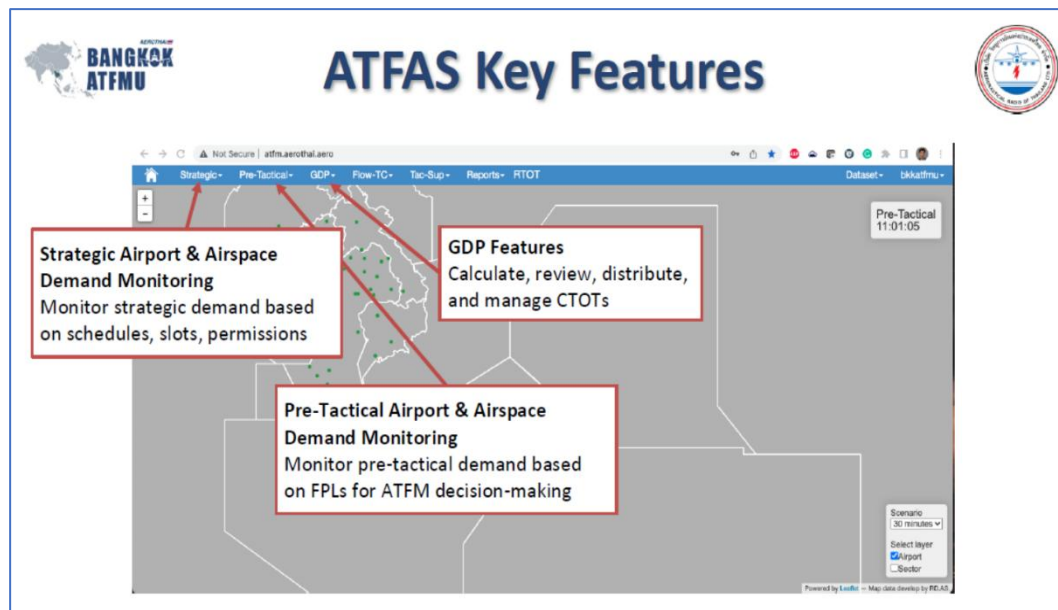 AEROTHAI
BANGKOK
ATFMU
ATFAS Key Features
Not Secure | atfm.aerothai.aero
Strategic
Pre-Tactical
GDP
Flow-TC
Tac-Sup
Reports
RTOT
Dataset
bkkatfmu
+
-
Pre-Tactical
11:01:05
Strategic Airport & Airspace
Demand Monitoring
Monitor strategic demand based
on schedules, slots, permissions
GDP Features
Calculate, review, distribute,
and manage CTOTs
Pre-Tactical Airport & Airspace
Demand Monitoring
Monitor pre-tactical demand based
on FPLs for ATFM decision-making
Scenario
30 minutes
Select layer
Airport
Sector
Powered by Leaflet — Map data develop by